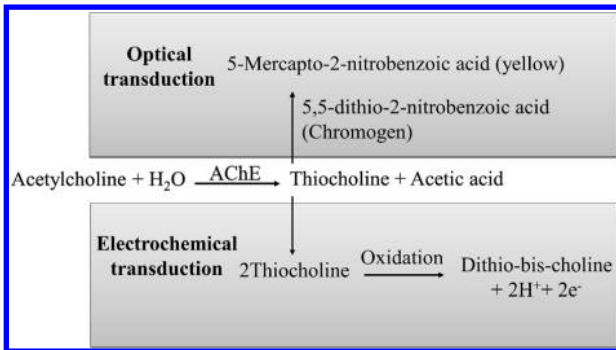 Optical
transduction
5-Mercapto-2-nitrobenzoic acid (yellow)
5,5-dithio-2-nitrobenzoic acid
(Chromogen)
Acetylcholine + H₂O AChE Thiocholine + Acetic acid
Electrochemical
transduction
2Thiocholine Oxidation Dithio-bis-choline
+ 2H⁺+ 2e⁻